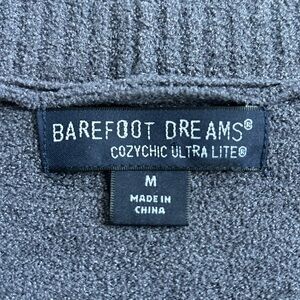 BAREFOOT DREAMS®
COZYCHIC ULTRA LITE®
M
MADE IN
CHINA